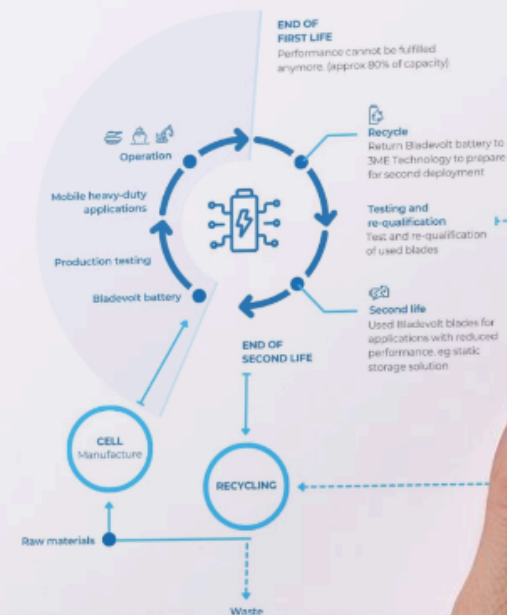 END OF
FIRST LIFE
Performance cannot be fulfilled
anymore. (approx 80% of capacity)
Operation
Recycle
Return Bladevolt battery to
3ME Technology to prepare
for second deployment
Mobile heavy-duty
applications
Testing and
re-qualification
Test and re-qualification
of used blades
Production testing
Bladevolt battery
Second life
Used Bladevolt blades for
applications with reduced
performance, eg static
storage solution
END OF
SECOND LIFE
CELL
Manufacture
RECYCLING
Raw materials
Waste